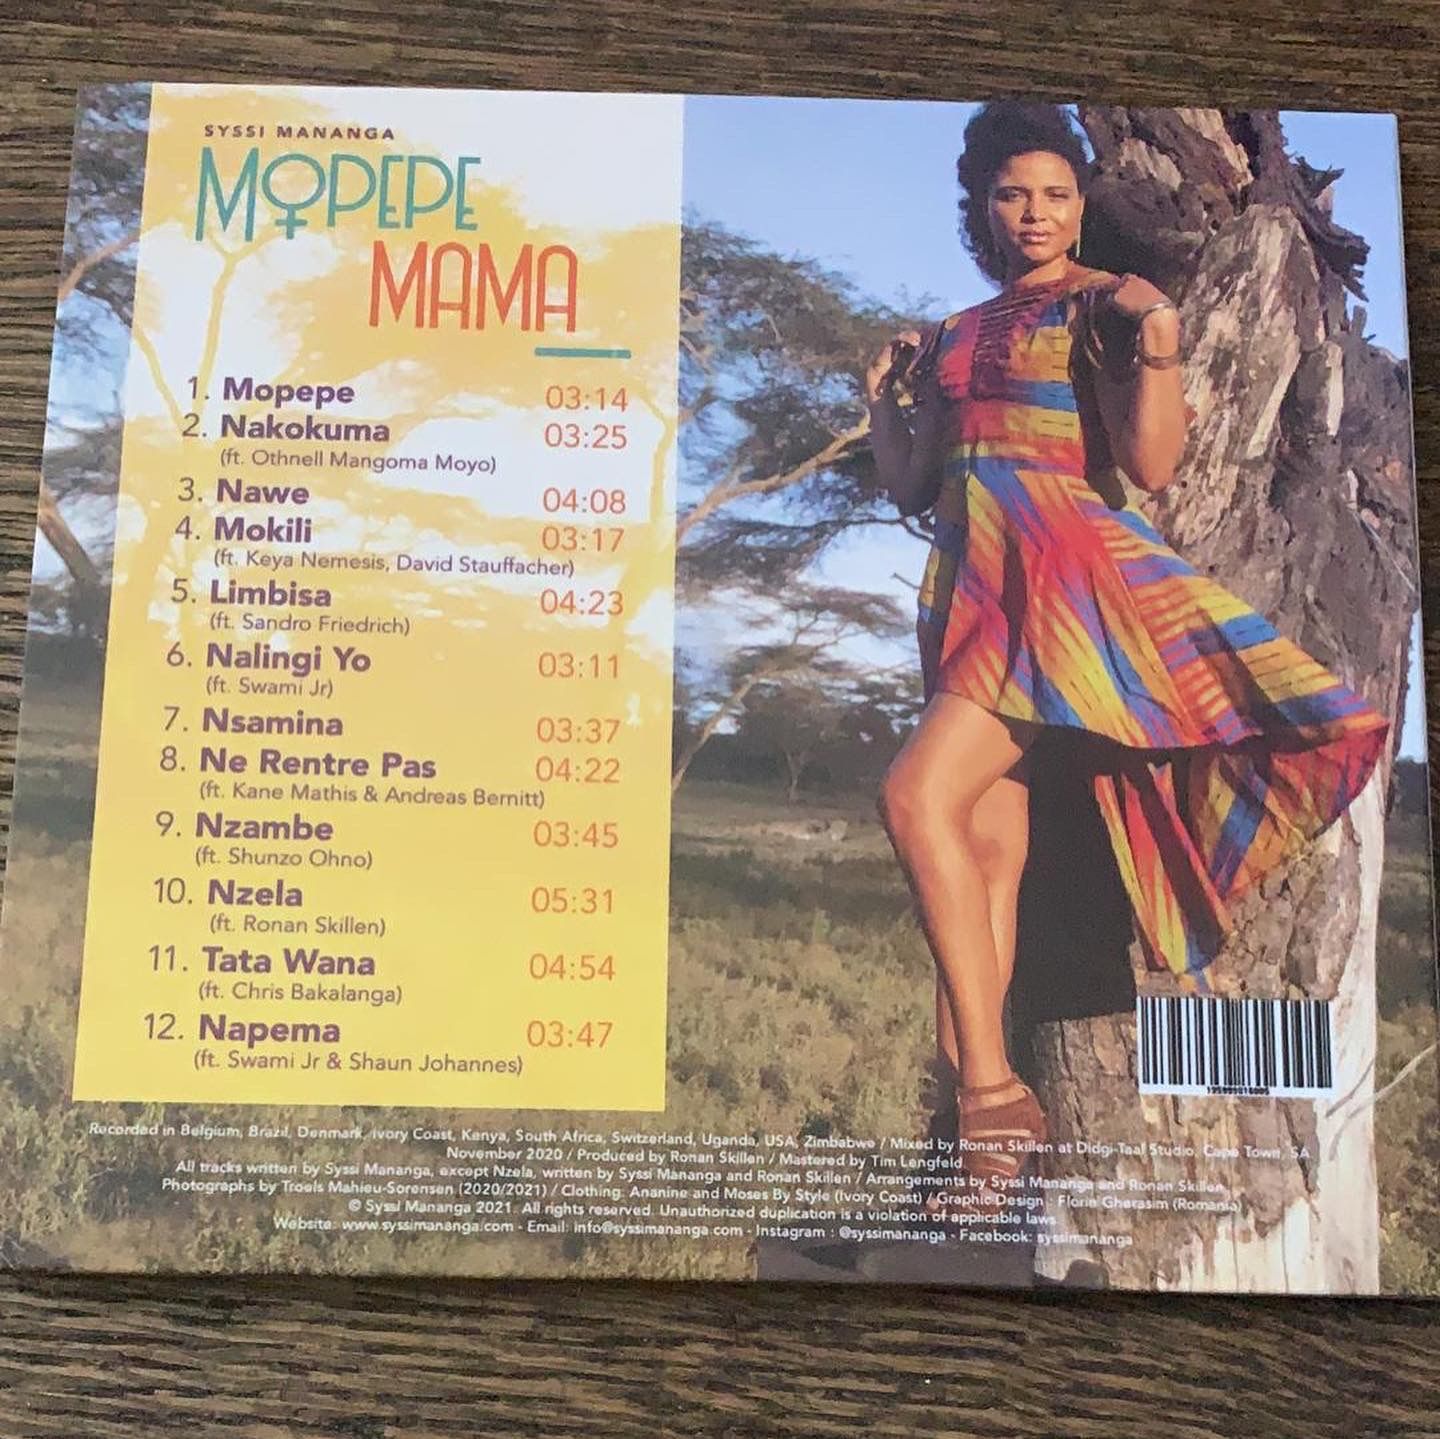 SYSSI MANANGA
MOPEPE
MAMA
1. Mopepe 03:14
2. Nakokuma 03:25
(ft. Othnell Mangoma Moyo)
3. Nawe 04:08
4. Mokili 03:17
(ft. Keya Nemesis, David Stauffacher)
5. Limbisa 04:23
(ft. Sandro Friedrich)
6. Nalingi Yo 03:11
(ft. Swami Jr)
7. Nsamina 03:37
8. Ne Rentre Pas 04:22
(ft. Kane Mathis & Andreas Bernitt)
9. Nzambe 03:45
(ft. Shunzo Ohno)
10. Nzela 05:31
(ft. Ronan Skillen)
11. Tata Wana 04:54
(ft. Chris Bakalanga)
12. Napema 03:47
(ft. Swami Jr & Shaun Johannes)
Recorded in Belgium, Brazil, Denmark, Ivory Coast, Kenya, South Africa, Switzerland, Uganda, USA, Zimbabwe / Mixed by Ronan Skillen at Didgi-Taal Studio, Cape Town, SA
November 2020 / Produced by Ronan Skillen / Mastered by Tim Lengfeld
All tracks written by Syssi Mananga, except Nzela, written by Syssi Mananga and Ronan Skillen / Arrangements by Syssi Mananga and Ronan Skillen
Photographs by Troels Mahieu-Sorensen (2020/2021) / Clothing: Ananine and Moses By Style (Ivory Coast) / Graphic Design : Florin Gherasim (Romania)
© Syssi Mananga 2021. All rights reserved. Unauthorized duplication is a violation of applicable laws
Website: www.syssimananga.com - Email: info@syssimananga.com - Instagram : @syssimananga - Facebook: syssimananga